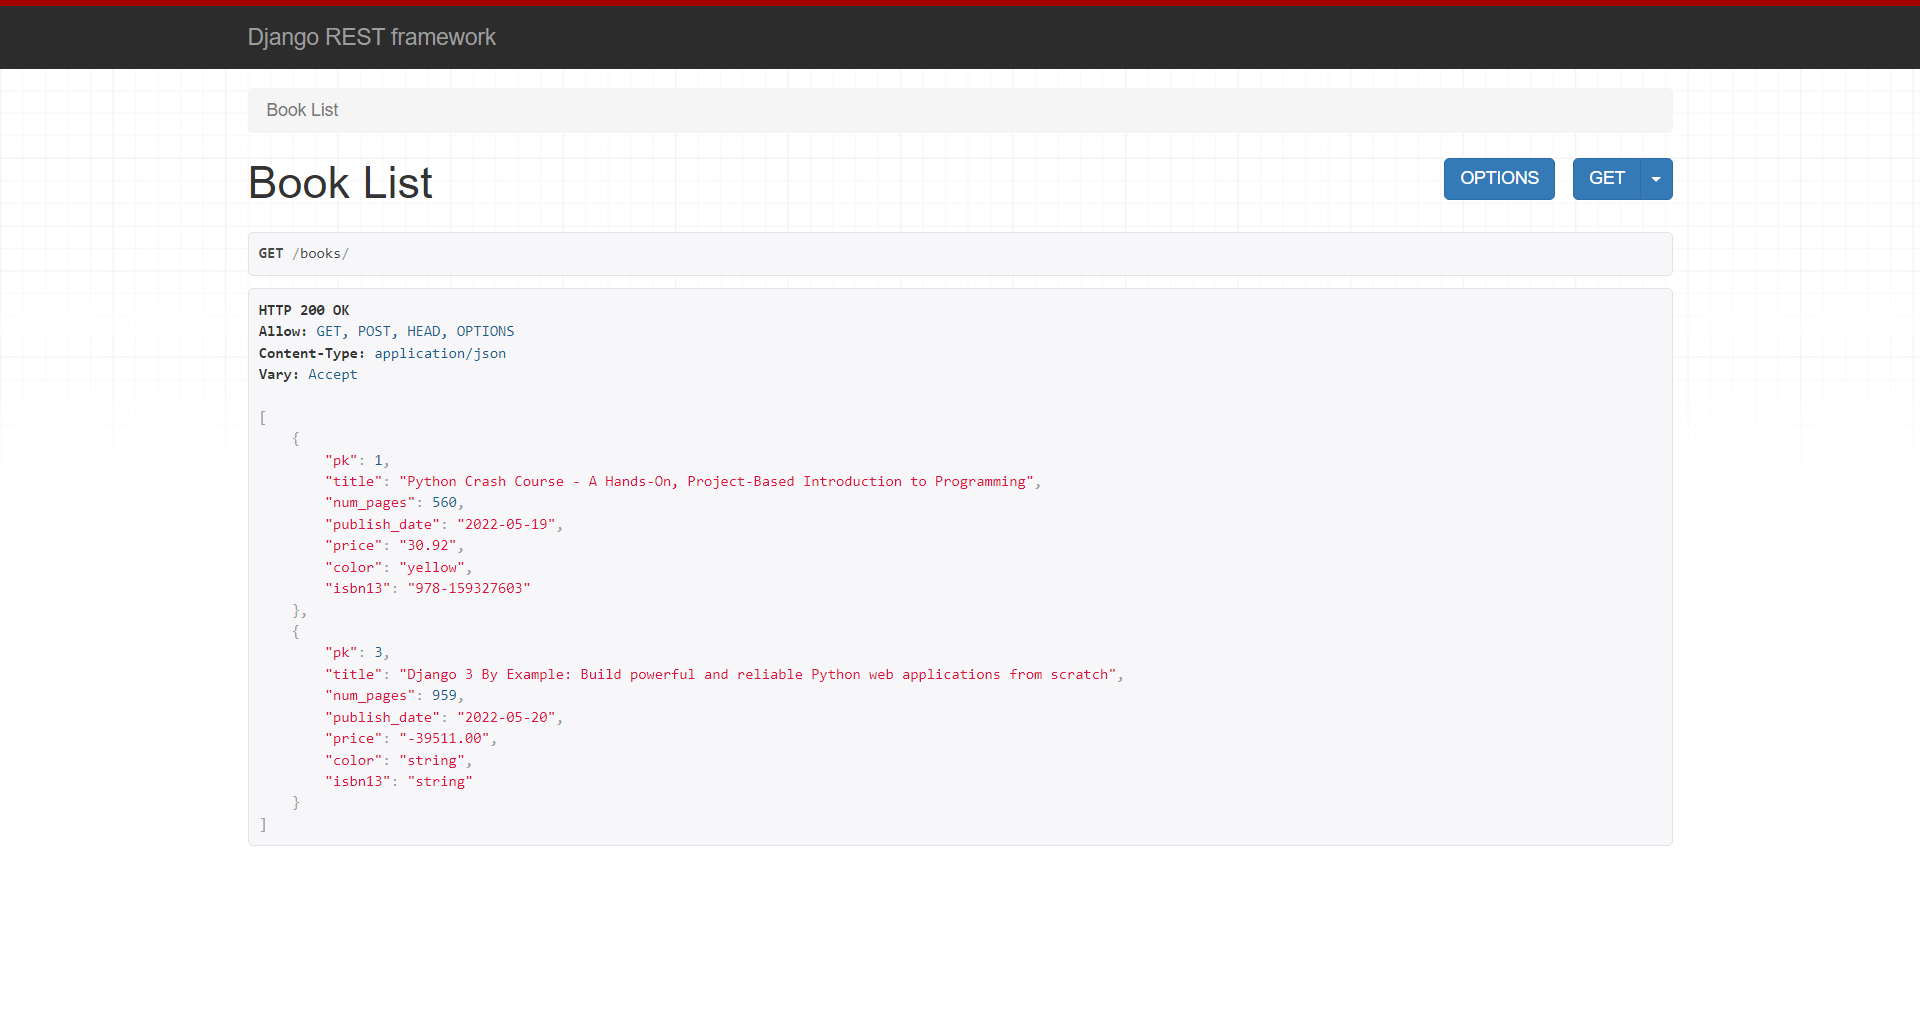 Django REST framework
Book List
Book List
OPTIONS GET
GET /books/
HTTP 200 OK
Allow: GET, POST, HEAD, OPTIONS
Content-Type: application/json
Vary: Accept
[
    {
        "pk": 1,
        "title": "Python Crash Course - A Hands-On, Project-Based Introduction to Programming",
        "num_pages": 560,
        "publish_date": "2022-05-19",
        "price": "30.92",
        "color": "yellow",
        "isbn13": "978-159327603"
    },
    {
        "pk": 3,
        "title": "Django 3 By Example: Build powerful and reliable Python web applications from scratch",
        "num_pages": 959,
        "publish_date": "2022-05-20",
        "price": "-39511.00",
        "color": "string",
        "isbn13": "string"
    }
]